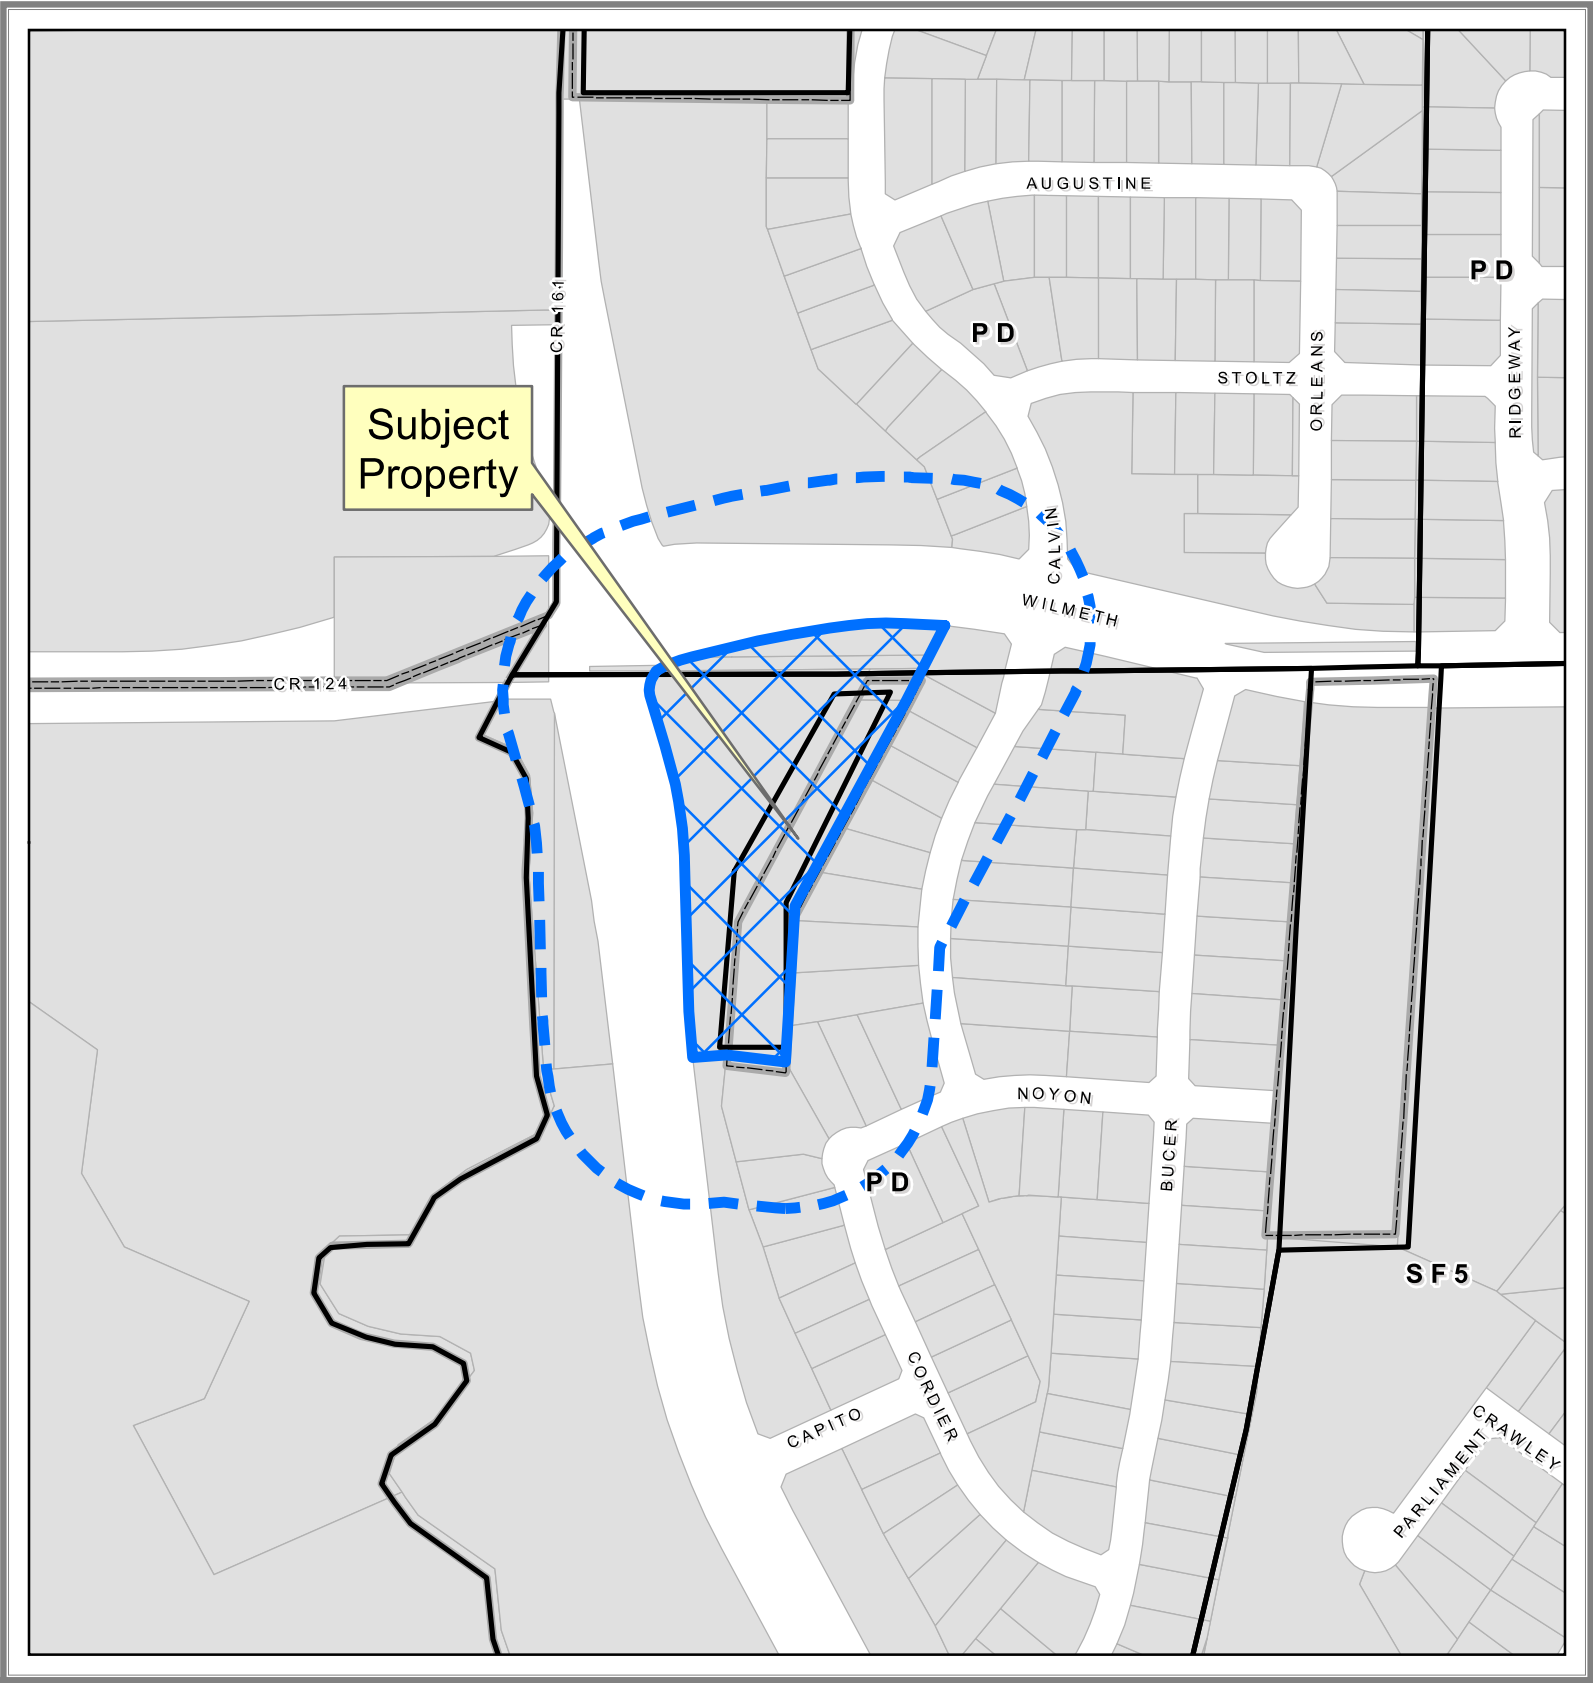 AUGUSTINE
PD
CR 161
PD
RIDGEWAY
ORLEANS
STOLTZ
Subject
Property
CALVIN
WILMETH
CR 124
NOYON
BUCER
PD
SF5
CORDIER
CAPITO
CRAWLEY
PARLIAMENT